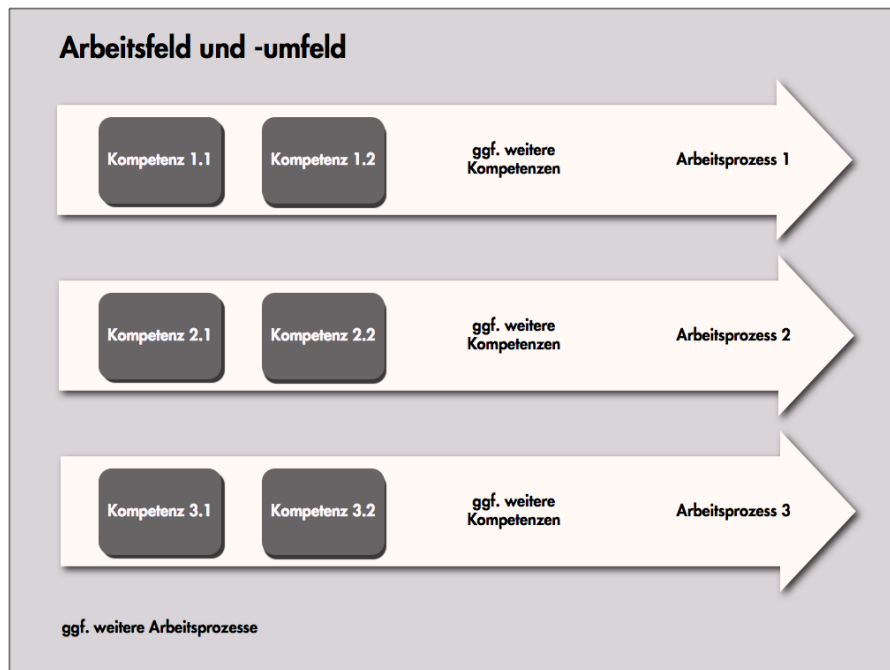 Arbeitsfeld und -umfeld
Kompetenz 1.1
Kompetenz 1.2
ggf. weitere
Kompetenzen
Arbeitsprozess 1
Kompetenz 2.1
Kompetenz 2.2
ggf. weitere
Kompetenzen
Arbeitsprozess 2
Kompetenz 3.1
Kompetenz 3.2
ggf. weitere
Kompetenzen
Arbeitsprozess 3
ggf. weitere Arbeitsprozesse